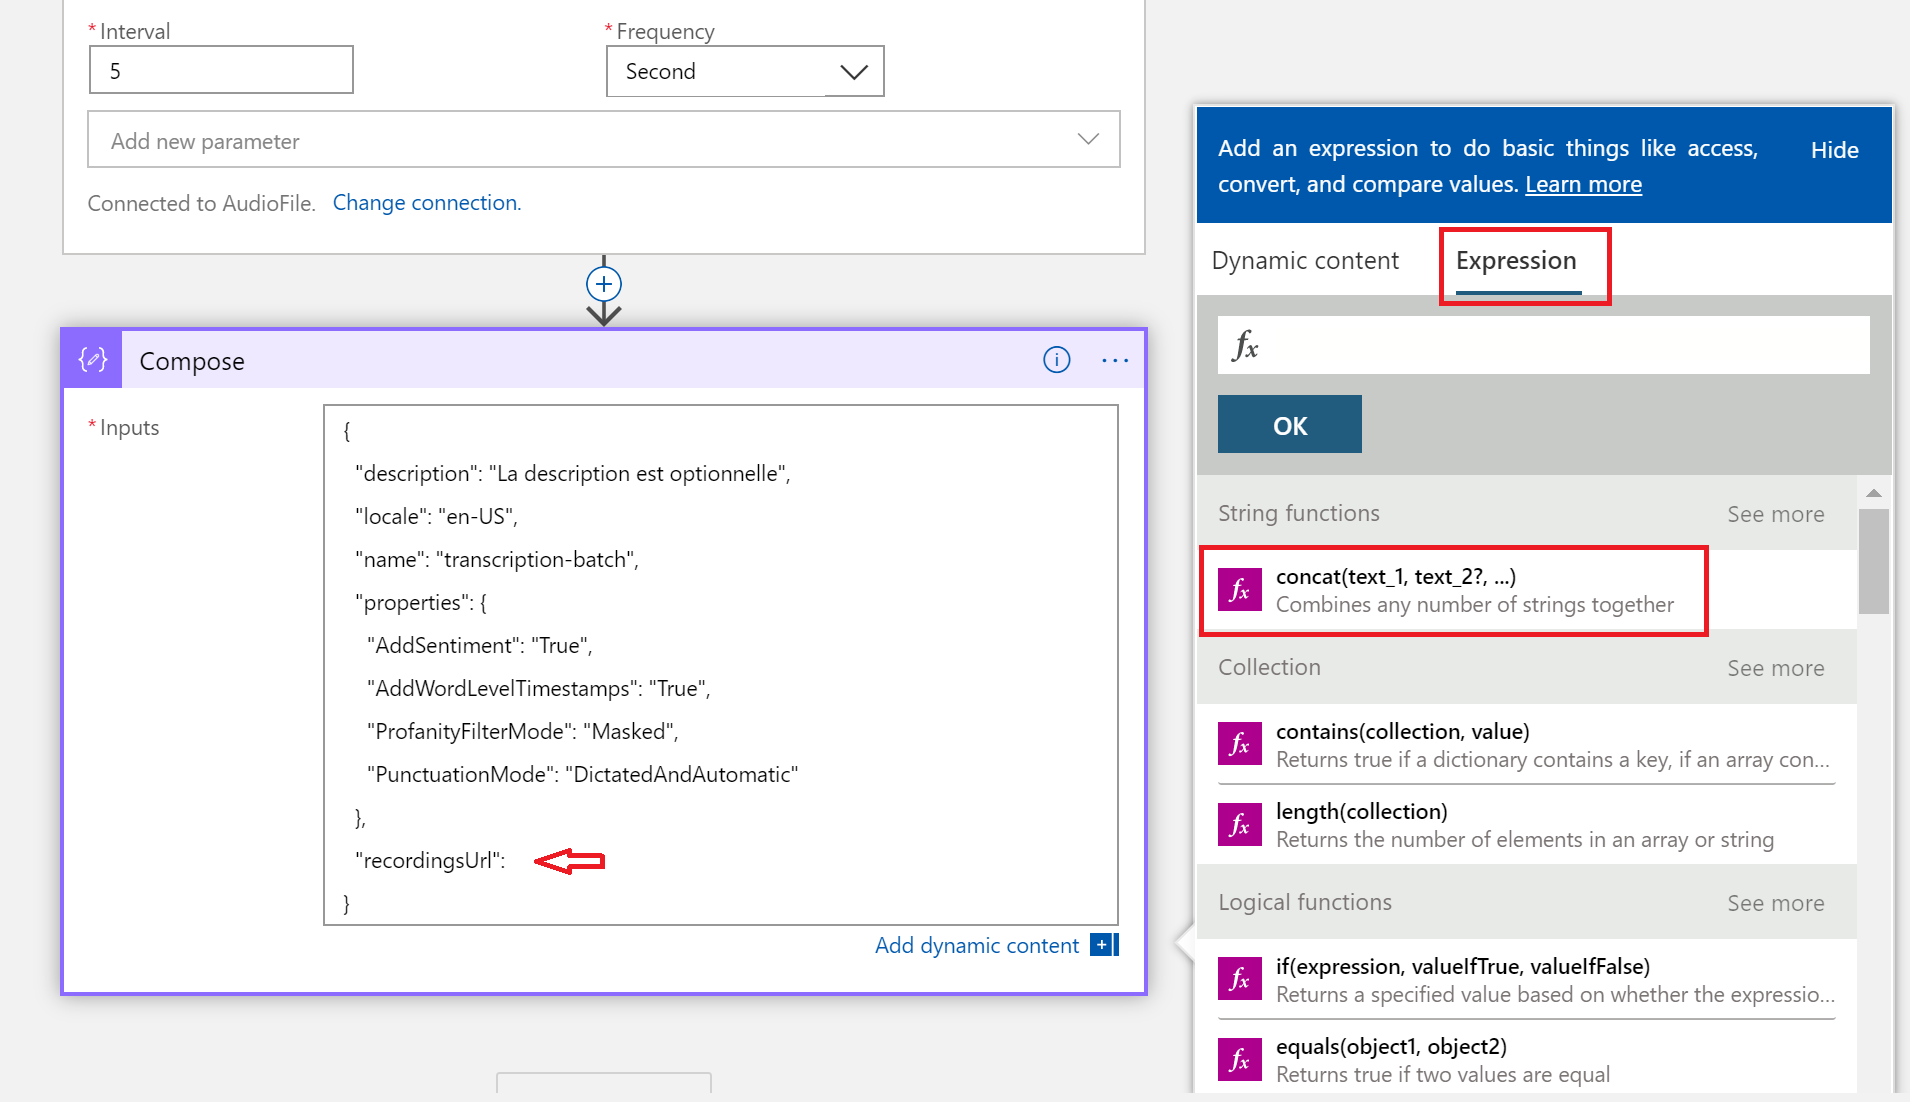 * Interval
5
* Frequency
Second
Add new parameter
Connected to AudioFile. Change connection.
Compose
* Inputs
{
"description": "La description est optionnelle",
"locale": "en-US",
"name": "transcription-batch",
"properties": {
"AddSentiment": "True",
"AddWordLevelTimestamps": "True",
"ProfanityFilterMode": "Masked",
"PunctuationMode": "DictatedAndAutomatic"
},
"recordingsUrl":
}
Add dynamic content
Add an expression to do basic things like access,
convert, and compare values. Learn more
Hide
Dynamic content
Expression
fx
OK
String functions
See more
fx
concat(text_1, text_2?, ...)
Combines any number of strings together
Collection
See more
fx
contains(collection, value)
Returns true if a dictionary contains a key, if an array con...
fx
length(collection)
Returns the number of elements in an array or string
Logical functions
See more
fx
if(expression, valueIfTrue, valueIfFalse)
Returns a specified value based on whether the expressio...
fx
equals(object1, object2)
Returns true if two values are equal